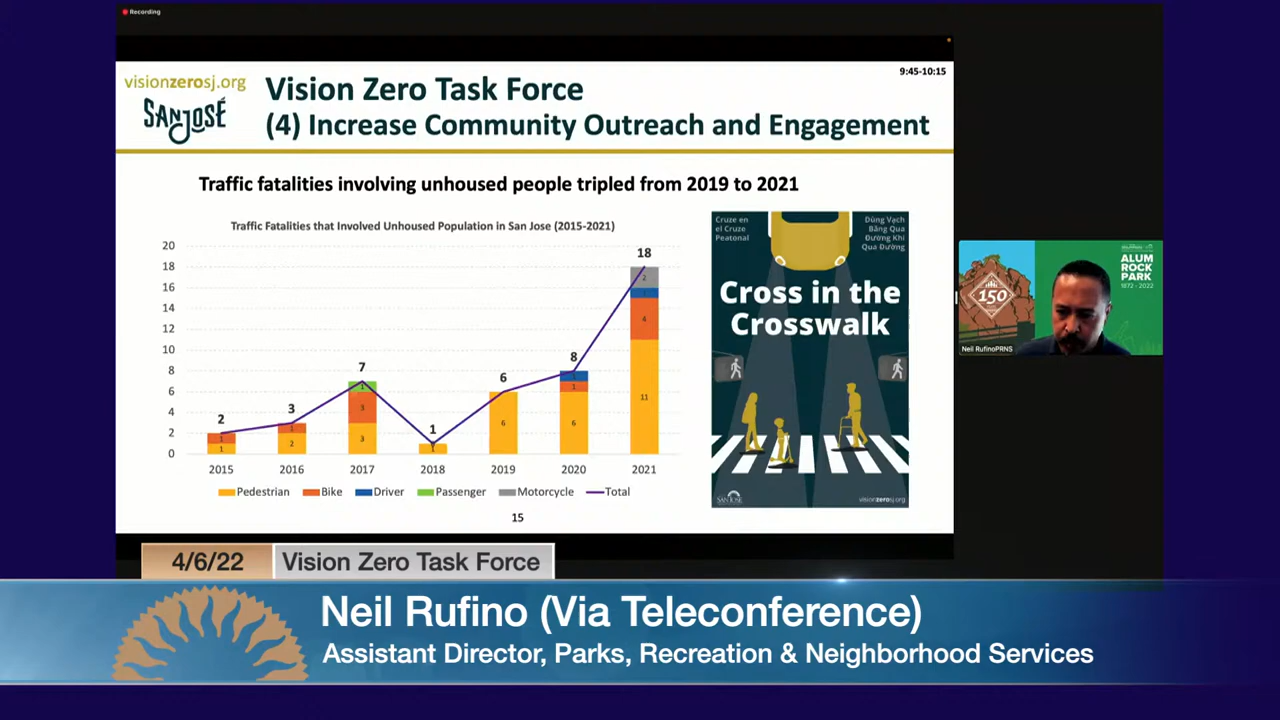 Recording
9:45-10:15
visionzerosj.org
SAN JOSÉ
Vision Zero Task Force
(4) Increase Community Outreach and Engagement
Traffic fatalities involving unhoused people tripled from 2019 to 2021
Traffic Fatalities that Involved Unhoused Population in San Jose (2015-2021)
20
18
16
14
12
10
8
6
4
2
0
2
1
1
3
1
2
7
1
3
3
1
1
6
6
8
1
1
6
18
2
1
4
11
2015 2016 2017 2018 2019 2020 2021
Pedestrian Bike Driver Passenger Motorcycle Total
15
Cruze en
el Cruze
Peatonal
Dùng Vạch
Băng Qua
Đường Khi
Qua Đường
Cross in the
Crosswalk
SAN JOSE
visionzerosj.org
150
ALUM
ROCK
PARK
1872 - 2022
Neil RufinoPRNS
4/6/22 Vision Zero Task Force
Neil Rufino (Via Teleconference)
Assistant Director, Parks, Recreation & Neighborhood Services